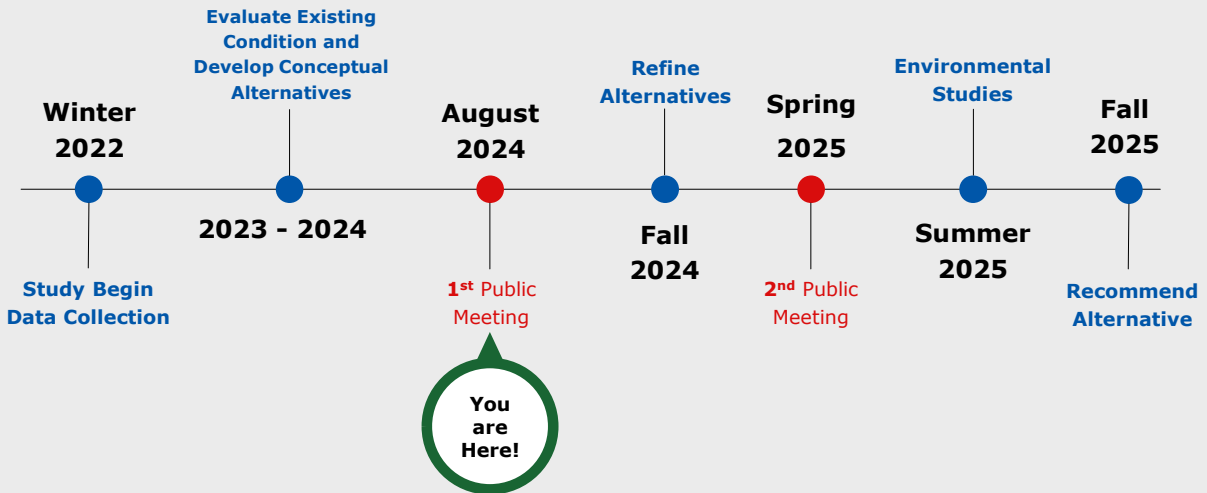 Winter
2022
Study Begin
Data Collection
Evaluate Existing
Condition and
Develop Conceptual
Alternatives
2023 - 2024
August
2024
1st Public
Meeting
You
are
Here!
Refine
Alternatives
Fall
2024
Spring
2025
2nd Public
Meeting
Environmental
Studies
Summer
2025
Fall
2025
Recommend
Alternative